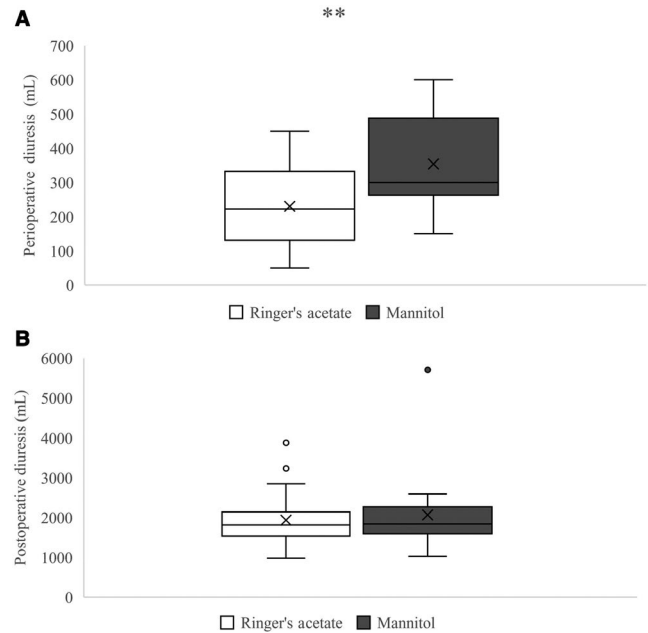 A
**
700
600
500
400
300
200
100
0
Perioperative diuresis (mL)
Ringer's acetate Mannitol
B
6000
5000
4000
3000
2000
1000
0
Postoperative diuresis (mL)
Ringer's acetate Mannitol